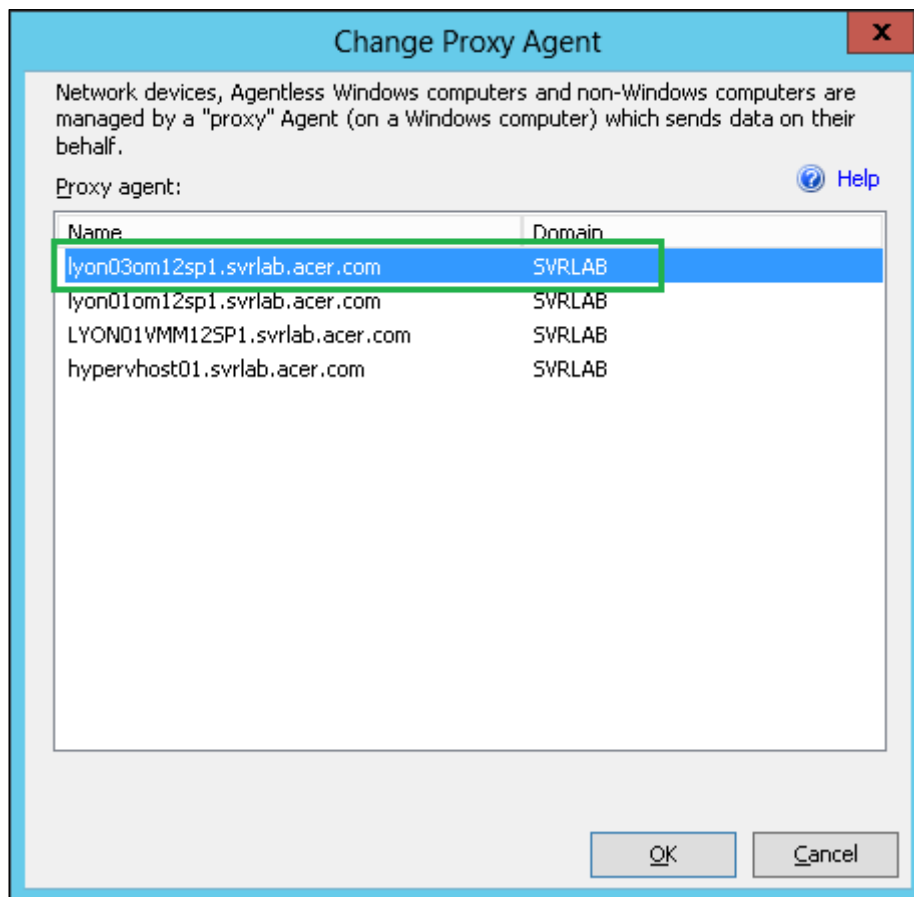 Change Proxy Agent
x
Network devices, Agentless Windows computers and non-Windows computers are
managed by a "proxy" Agent (on a Windows computer) which sends data on their
behalf.
Help
Proxy agent:
Name Domain
lyon03om12sp1.svrlab.acer.com SVRLAB
lyon01om12sp1.svrlab.acer.com SVRLAB
LYON01VMM12SP1.svrlab.acer.com SVRLAB
hypervhost01.svrlab.acer.com SVRLAB
OK Cancel